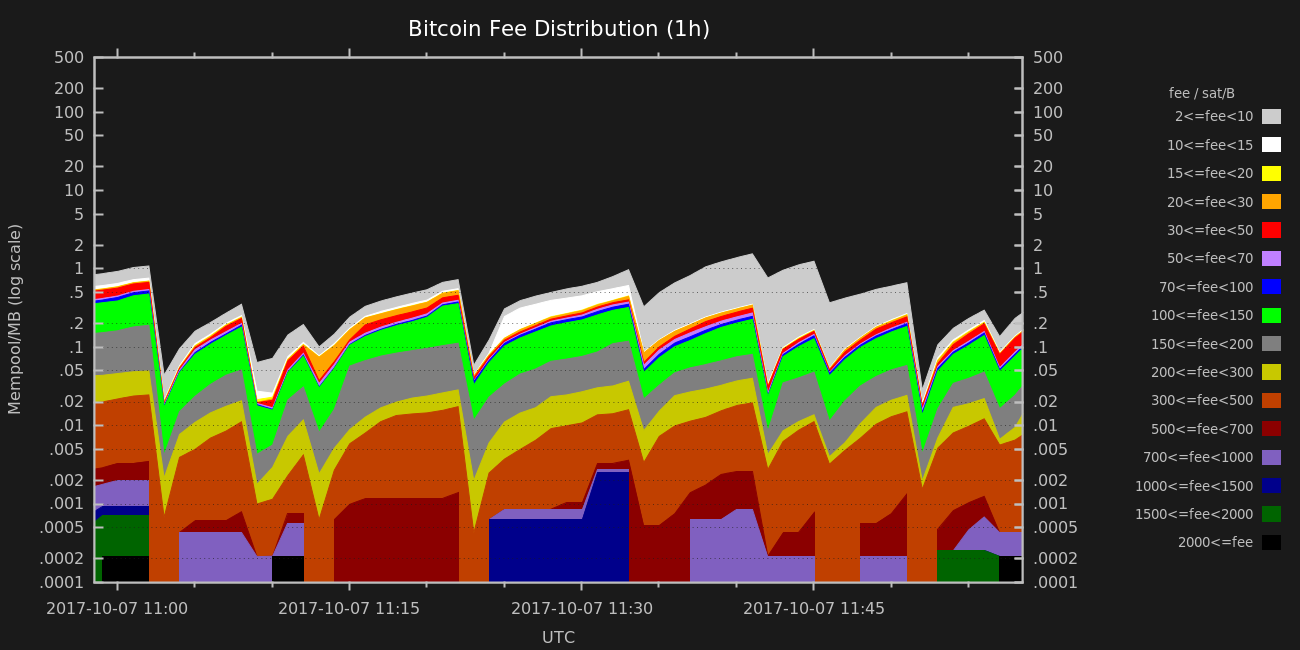 Bitcoin Fee Distribution (1h)
500 500
200 200
100 100
50 50
20 20
10 10
5 5
2 2
1 1
.5 .5
.2 .2
.1 .1
.05 .05
.02 .02
.01 .01
.005 .005
.002 .002
.001 .001
.0005 .0005
.0002 .0002
.0001 .0001
Mempool/MB (log scale)
2017-10-07 11:00 2017-10-07 11:15 2017-10-07 11:30 2017-10-07 11:45
UTC
fee / sat/B
2<=fee<10
10<=fee<15
15<=fee<20
20<=fee<30
30<=fee<50
50<=fee<70
70<=fee<100
100<=fee<150
150<=fee<200
200<=fee<300
300<=fee<500
500<=fee<700
700<=fee<1000
1000<=fee<1500
1500<=fee<2000
2000<=fee